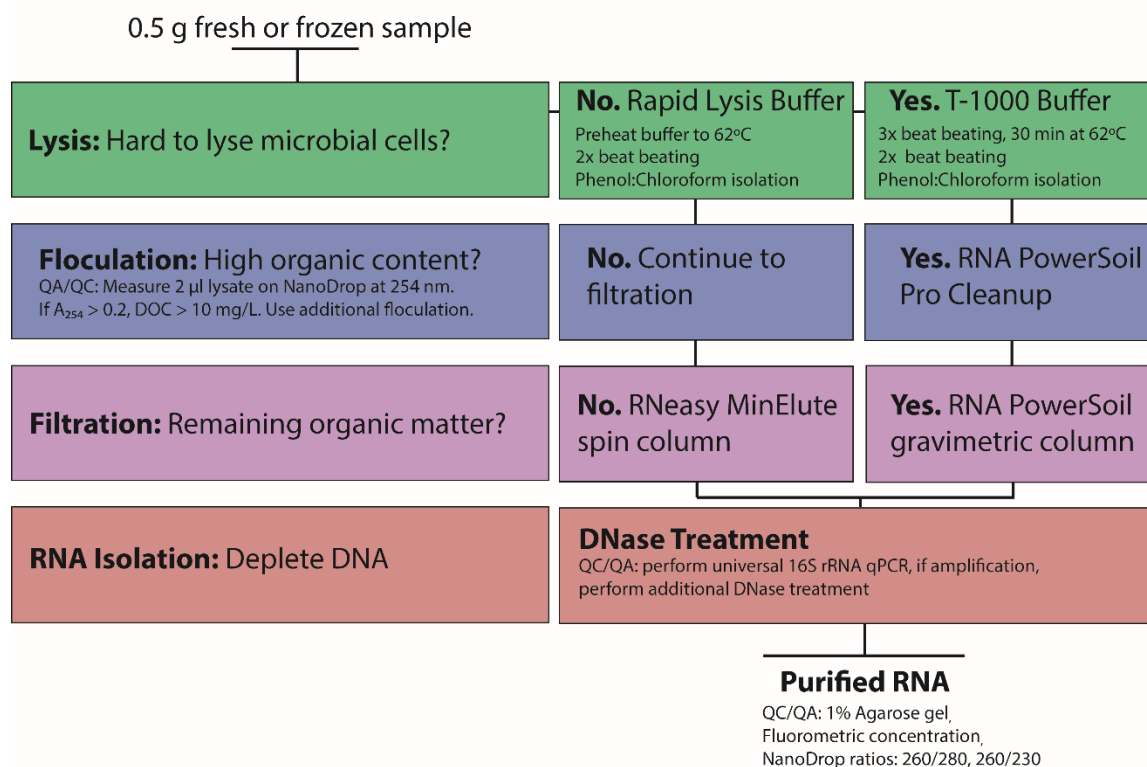 0.5 g fresh or frozen sample
Lysis: Hard to lyse microbial cells?
No. Rapid Lysis Buffer
Preheat buffer to 62ºC
2x beat beating
Phenol:Chloroform isolation
Yes. T-1000 Buffer
3x beat beating, 30 min at 62ºC
2x beat beating
Phenol:Chloroform isolation
Floculation: High organic content?
QA/QC: Measure 2 µl lysate on NanoDrop at 254 nm.
If A₂₅₄ > 0.2, DOC > 10 mg/L. Use additional floculation.
No. Continue to
filtration
Yes. RNA PowerSoil
Pro Cleanup
Filtration: Remaining organic matter?
No. RNeasy MinElute
spin column
Yes. RNA PowerSoil
gravimetric column
RNA Isolation: Deplete DNA
DNase Treatment
QC/QA: perform universal 16S rRNA qPCR, if amplification,
perform additional DNase treatment
Purified RNA
QC/QA: 1% Agarose gel,
Fluorometric concentration,
NanoDrop ratios: 260/280, 260/230